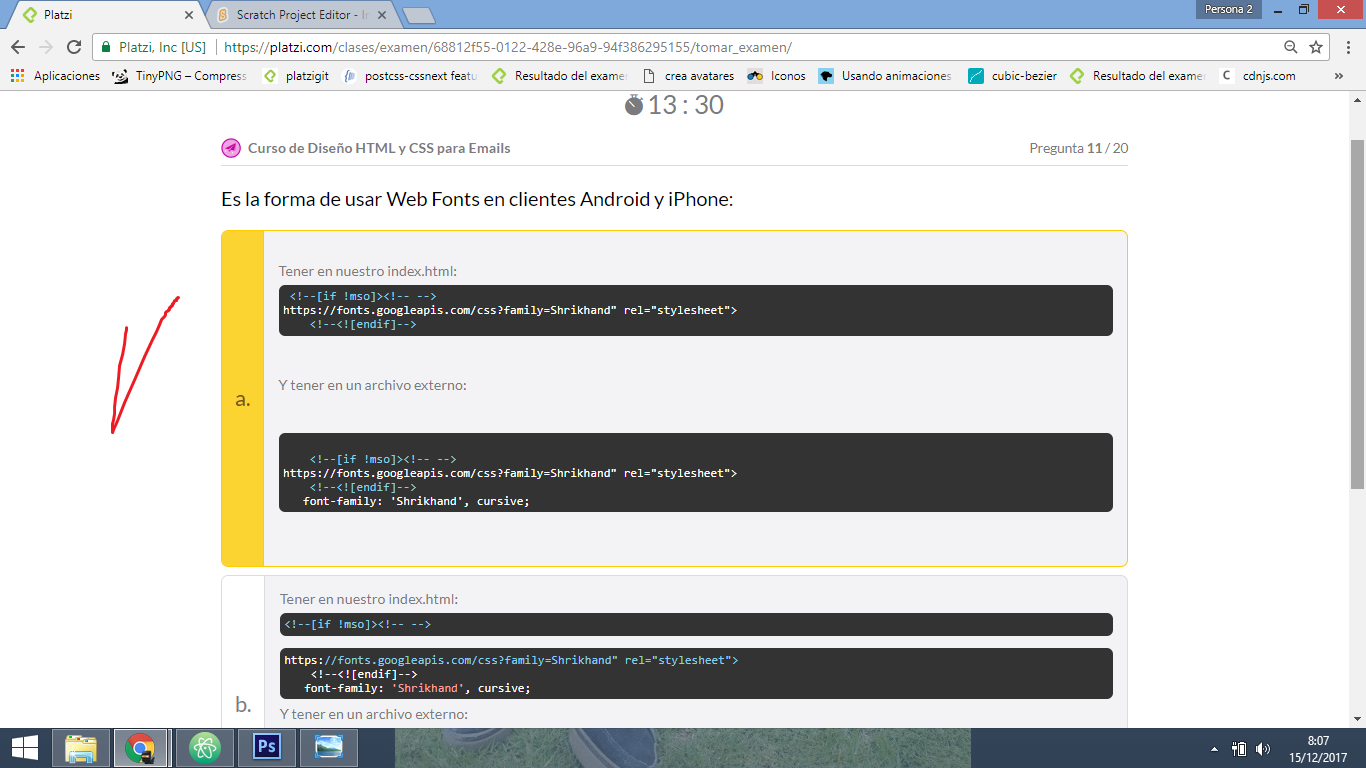 Platzi
Scratch Project Editor - I
Persona 2
Platzi, Inc [US]
https://platzi.com/clases/examen/68812f55-0122-428e-96a9-94f386295155/tomar_examen/
Aplicaciones
TinyPNG – Compress
platzigit
postcss-cssnext featu
Resultado del exame
crea avatares
Iconos
Usando animaciones
cubic-bezier
Resultado del exame
cdnjs.com
»
13 : 30
Curso de Diseño HTML y CSS para Emails
Pregunta 11 / 20
Es la forma de usar Web Fonts en clientes Android y iPhone:
a.
Tener en nuestro index.html:
<!--[if !mso]><!-- -->
https://fonts.googleapis.com/css?family=Shrikhand" rel="stylesheet">
<!--<![endif]-->
Y tener en un archivo externo:
<!--[if !mso]><!-- -->
https://fonts.googleapis.com/css?family=Shrikhand" rel="stylesheet">
<!--<![endif]-->
font-family: 'Shrikhand', cursive;
b.
Tener en nuestro index.html:
<!--[if !mso]><!-- -->
https://fonts.googleapis.com/css?family=Shrikhand" rel="stylesheet">
<!--<![endif]-->
font-family: 'Shrikhand', cursive;
Y tener en un archivo externo:
Ps
8:07
15/12/2017